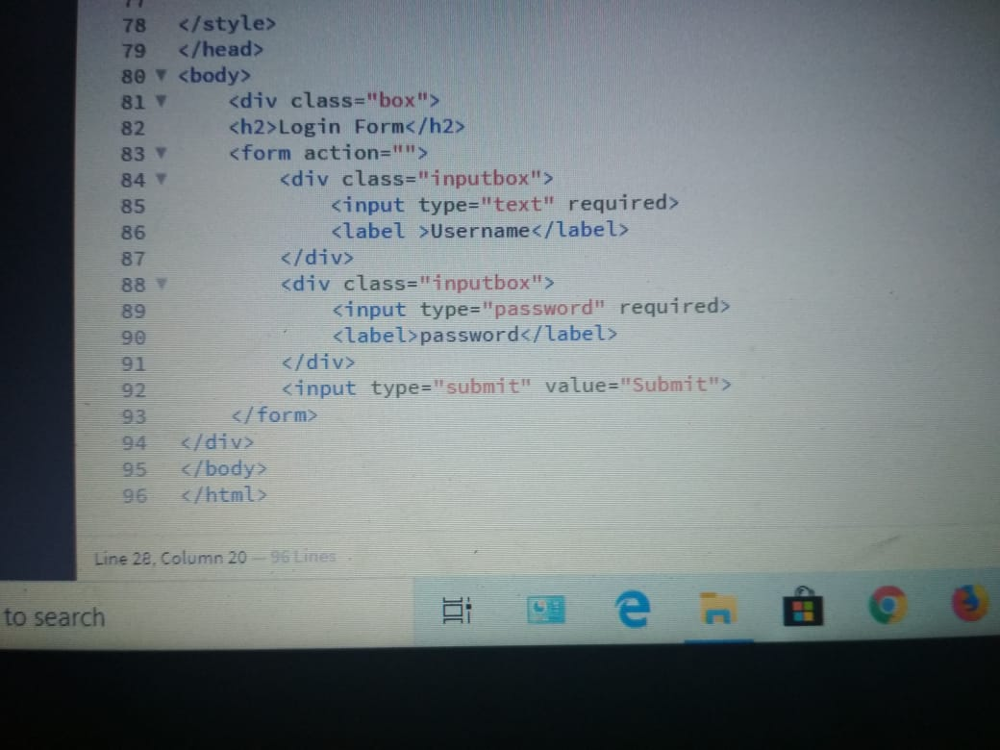 77
78 </style>
79 </head>
80 <body>
81 <div class="box">
82 <h2>Login Form</h2>
83 <form action="">
84 <div class="inputbox">
85 <input type="text" required>
86 <label >Username</label>
87 </div>
88 <div class="inputbox">
89 <input type="password" required>
90 <label>password</label>
91 </div>
92 <input type="submit" value="Submit">
93 </form>
94 </div>
95 </body>
96 </html>
Line 28, Column 20 — 96 Lines
to search